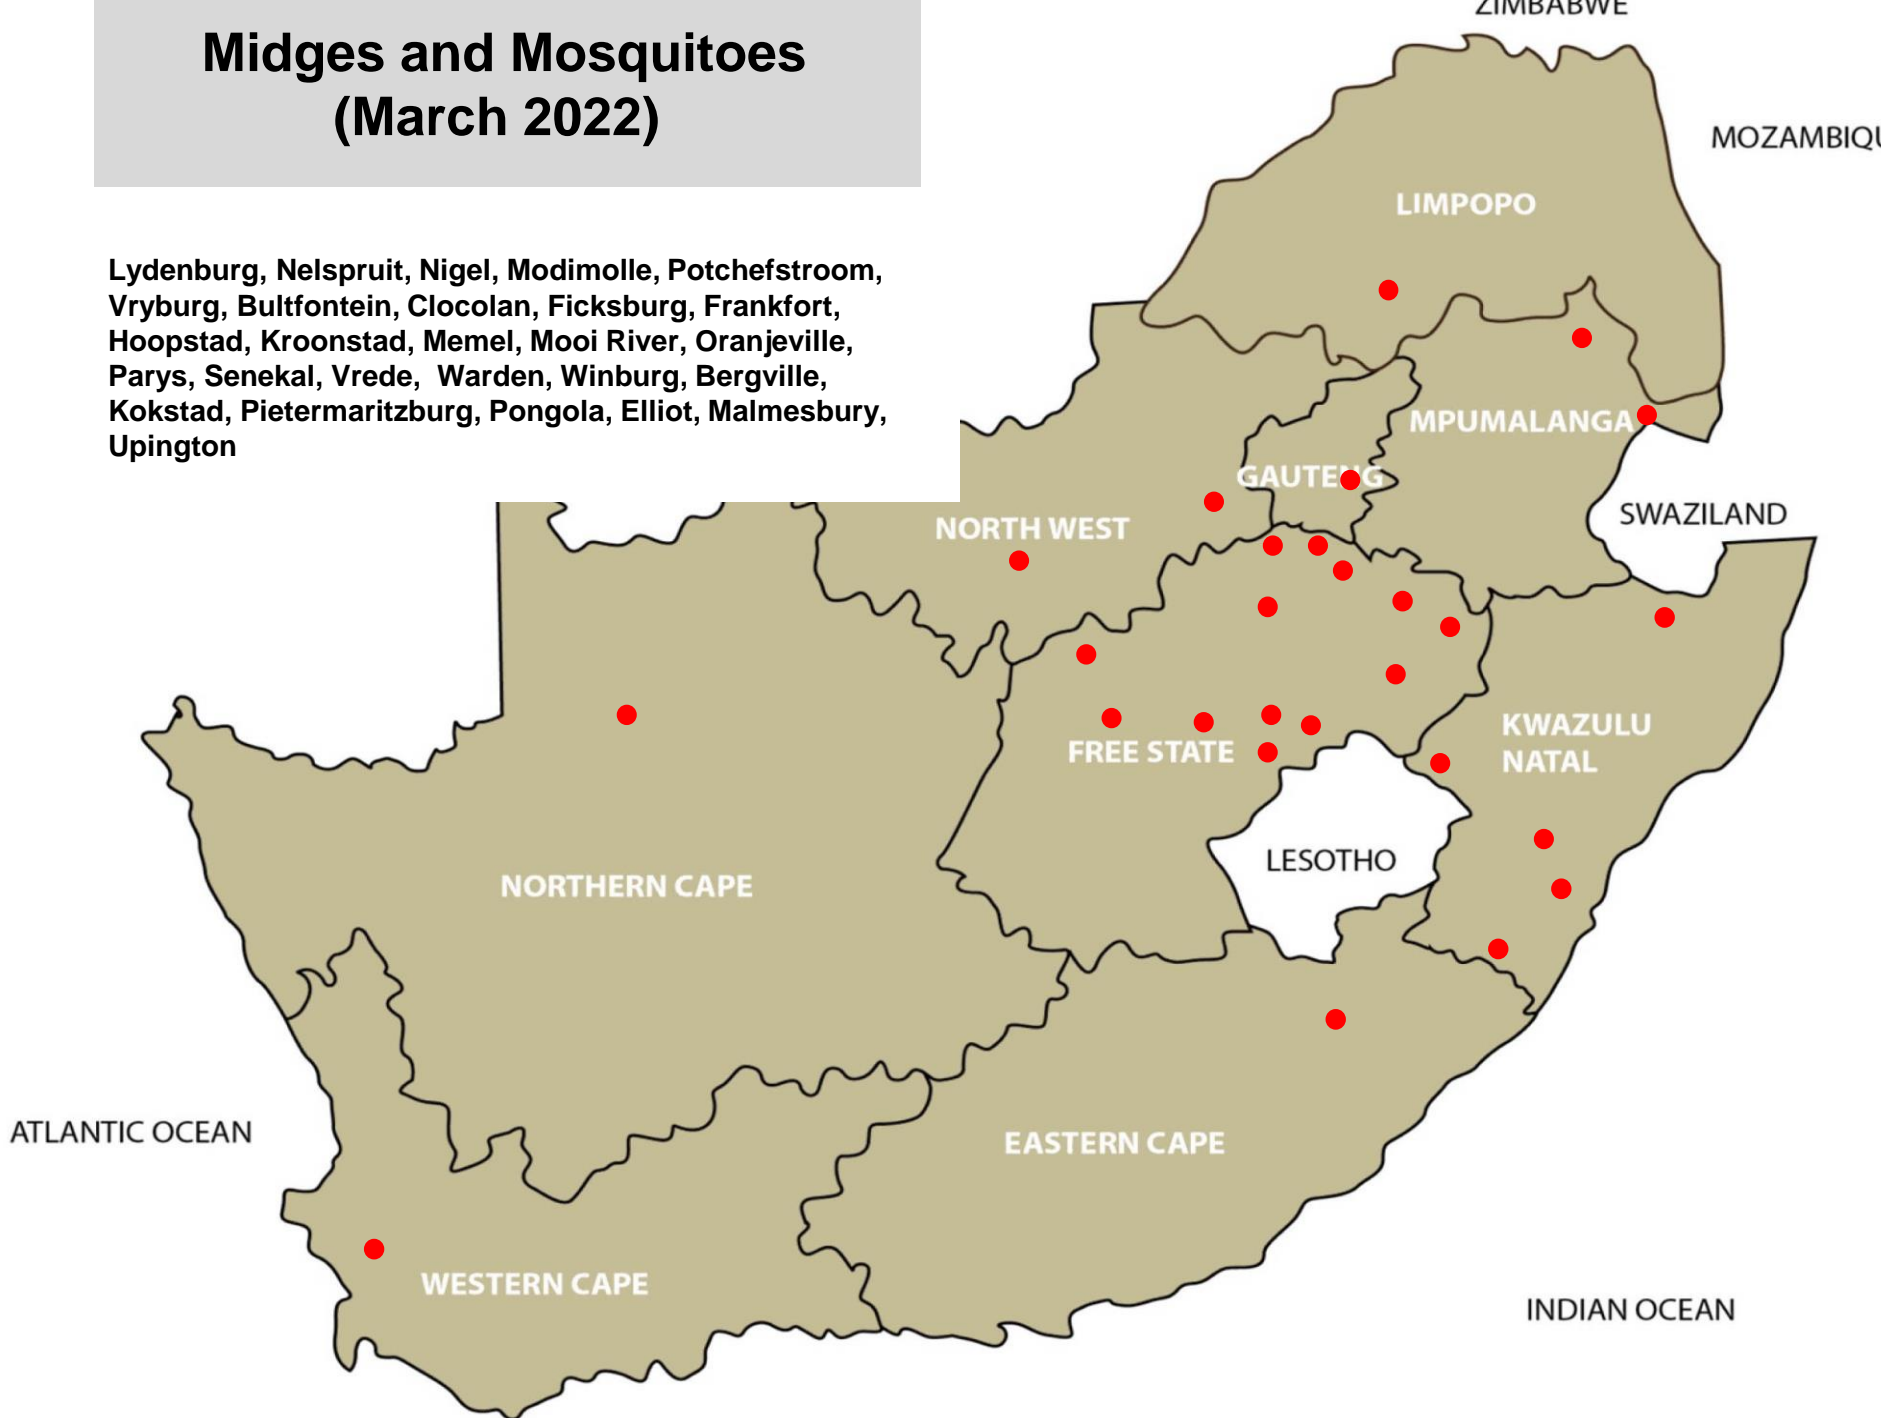 Midges and Mosquitoes
(March 2022)
Lydenburg, Nelspruit, Nigel, Modimolle, Potchefstroom,
Vryburg, Bultfontein, Clocolan, Ficksburg, Frankfort,
Hoopstad, Kroonstad, Memel, Mooi River, Oranjeville,
Parys, Senekal, Vrede,  Warden, Winburg, Bergville,
Kokstad, Pietermaritzburg, Pongola, Elliot, Malmesbury,
Upington
ZIMBABWE
MOZAMBIQU
LIMPOPO
MPUMALANGA
GAUTENG
SWAZILAND
NORTH WEST
KWAZULU
NATAL
FREE STATE
LESOTHO
NORTHERN CAPE
ATLANTIC OCEAN
EASTERN CAPE
WESTERN CAPE
INDIAN OCEAN